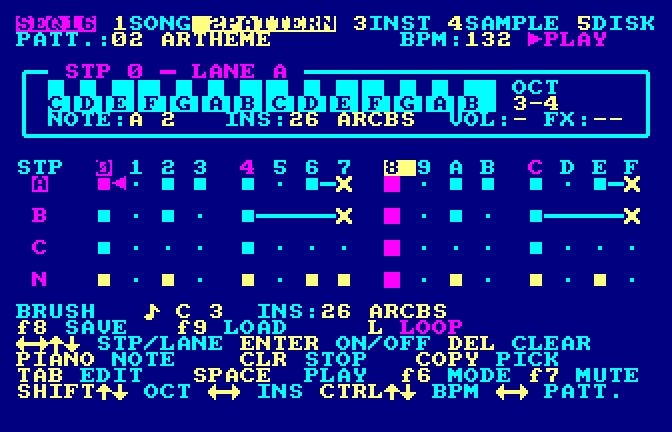 SEQ16 1SONG 2PATTERN 3INST 4SAMPLE 5DISK
PATT.:02 ARTHEME BPM:132 ▶PLAY
STP 0 — LANE A
OCT
C D E F G A B C D E F G A B 3-4
NOTE:A 2 INS:26 ARCBS VOL:- FX:--
STP 0 1 2 3 4 5 6 7 8 9 A B C D E F
A
B
C
N
BRUSH ♪ C 3 INS:26 ARCBS
f8 SAVE f9 LOAD L LOOP
↔↑↓ STP/LANE ENTER ON/OFF DEL CLEAR
PIANO NOTE CLR STOP COPY PICK
TAB EDIT SPACE PLAY f6 MODE f7 MUTE
SHIFT↑↓ OCT ↔ INS CTRL↑↓ BPM ↔ PATT.